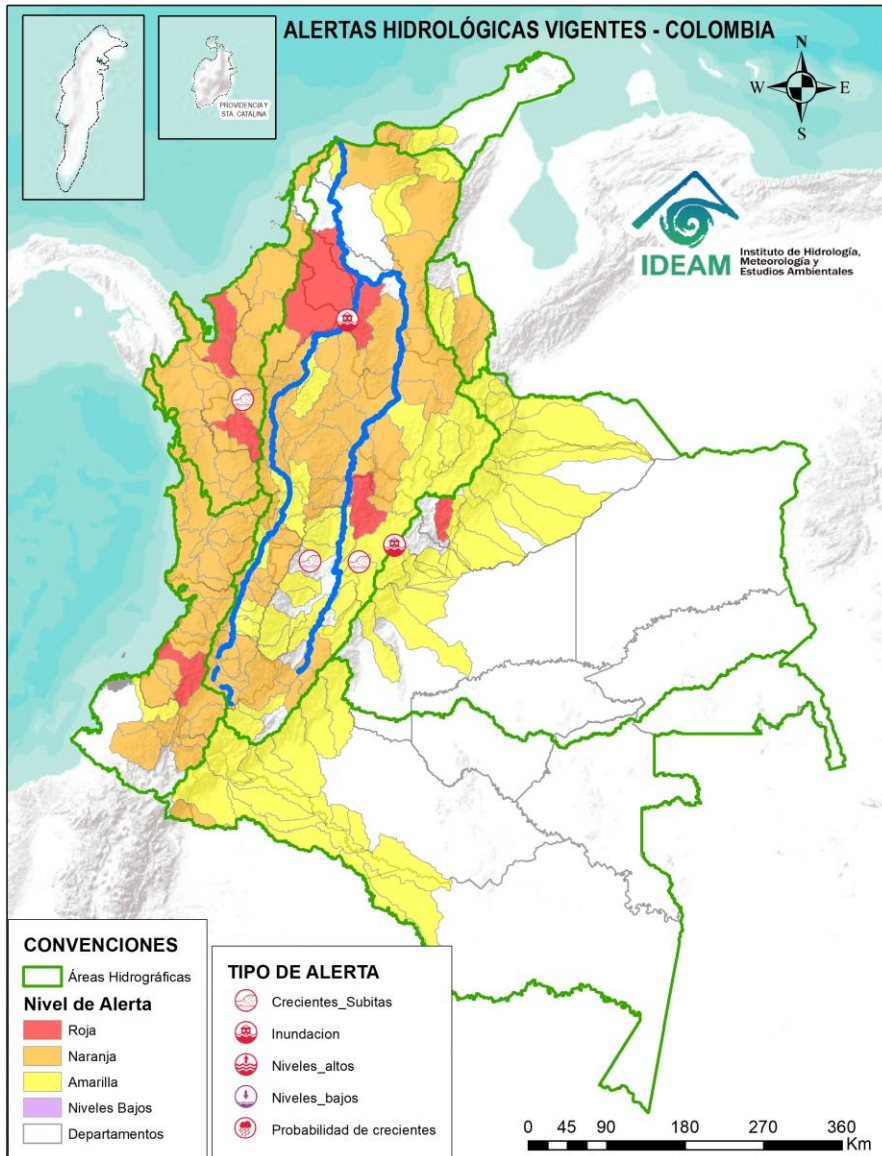 ALERTAS HIDROLÓGICAS VIGENTES - COLOMBIA
PROVIDENCIA Y
STA. CATALINA
N
W
E
S
IDEAM
Instituto de Hidrología,
Meteorología y
Estudios Ambientales
CONVENCIONES
Áreas Hidrográficas
Nivel de Alerta
Roja
Naranja
Amarilla
Niveles Bajos
Departamentos
TIPO DE ALERTA
Crecientes_Subitas
Inundacion
Niveles_altos
Niveles_bajos
Probabilidad de crecientes
0 45 90 180 270 360
Km